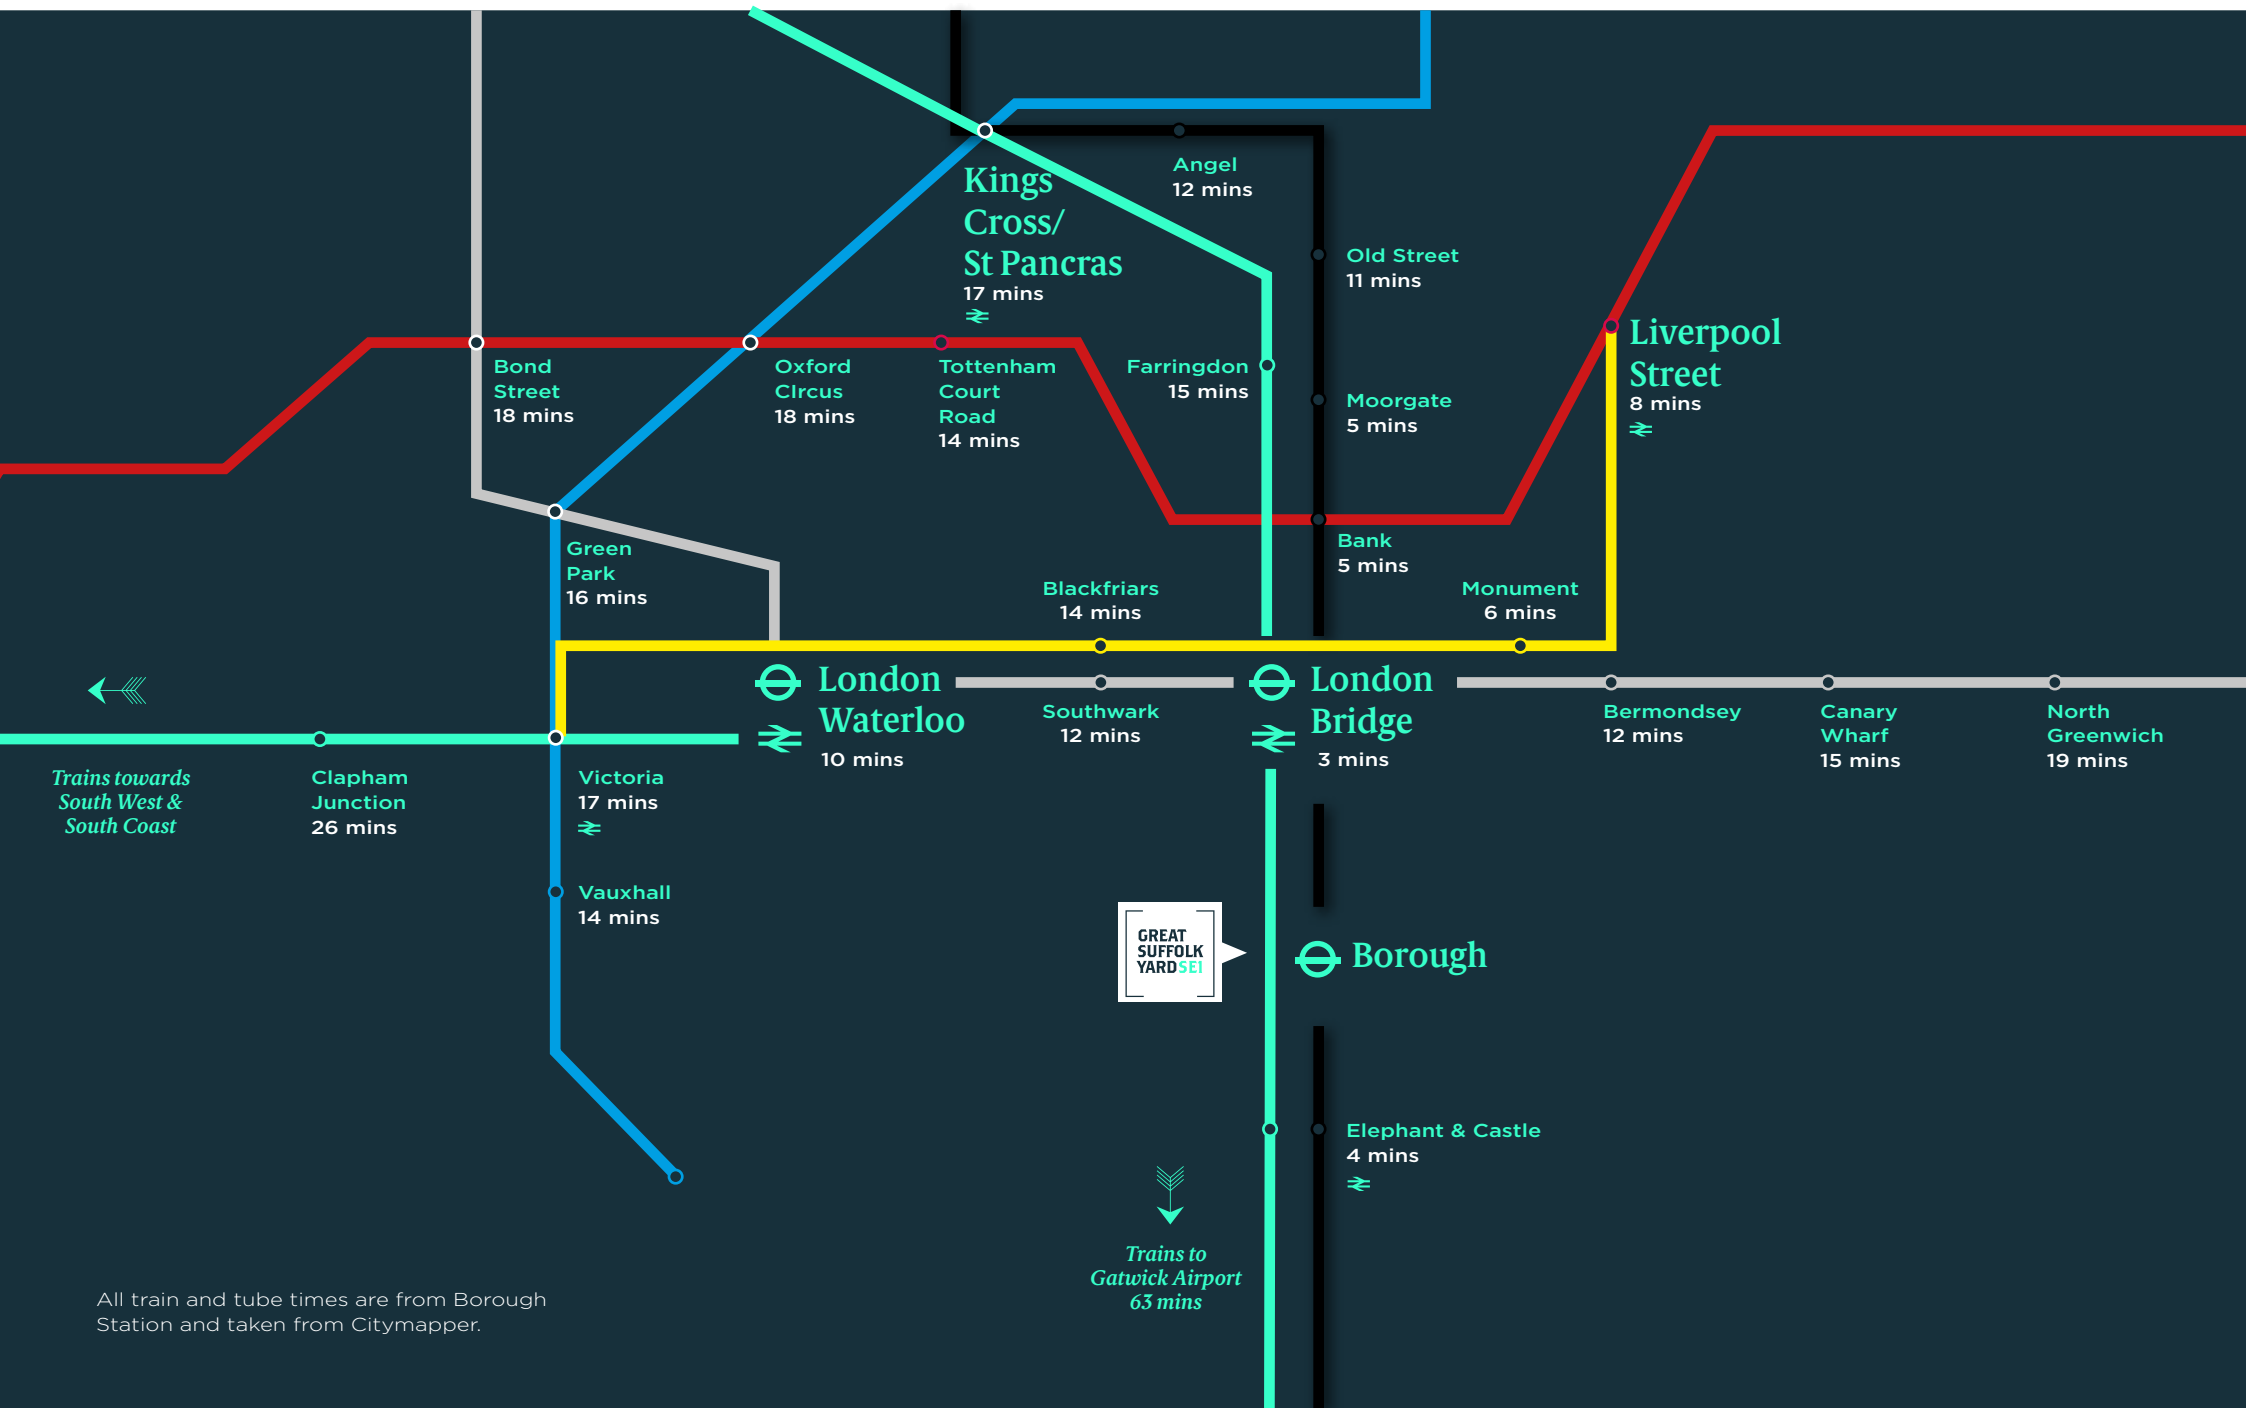 Kings
Cross/
St Pancras
17 mins
Angel
12 mins
Old Street
11 mins
Liverpool
Street
8 mins
Bond
Street
18 mins
Oxford
CIrcus
18 mins
Tottenham
Court
Road
14 mins
Farringdon
15 mins
Moorgate
5 mins
Green
Park
16 mins
Bank
5 mins
Blackfriars
14 mins
Monument
6 mins
London
Waterloo
10 mins
Southwark
12 mins
London
Bridge
3 mins
Bermondsey
12 mins
Canary
Wharf
15 mins
North
Greenwich
19 mins
Trains towards
South West &
South Coast
Clapham
Junction
26 mins
Victoria
17 mins
Vauxhall
14 mins
GREAT
SUFFOLK
YARDSE1
Borough
Elephant & Castle
4 mins
Trains to
Gatwick Airport
63 mins
All train and tube times are from Borough
Station and taken from Citymapper.